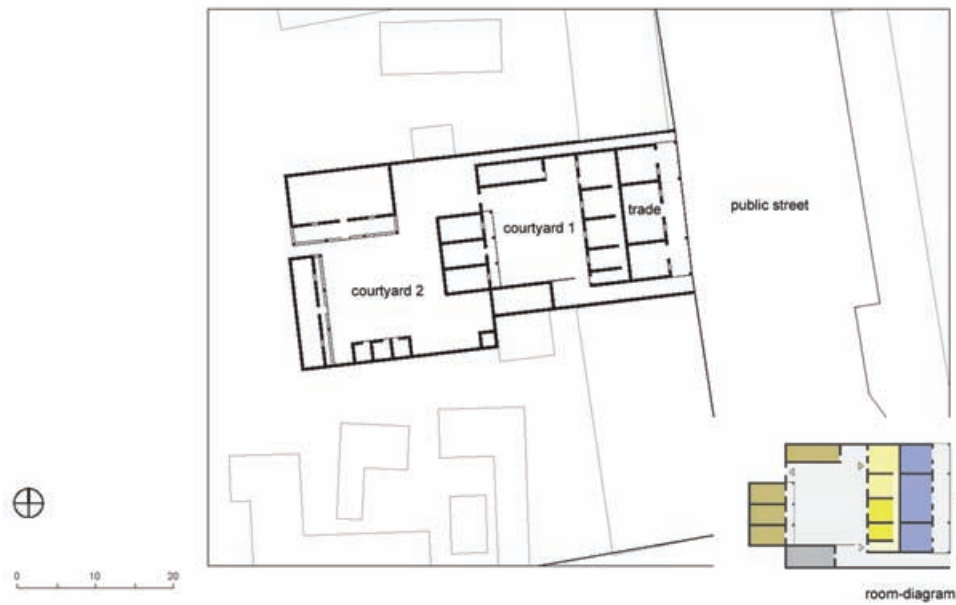 public street
trade
courtyard 1
courtyard 2
0 10 20
room-diagram